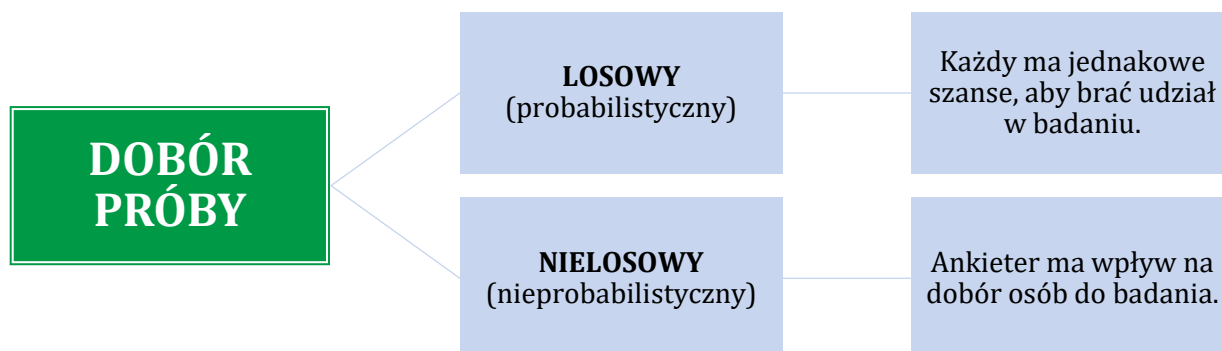 DOBÓR
PRÓBY
LOSOWY
(probabilistyczny)
Każdy ma jednakowe
szanse, aby brać udział
w badaniu.
NIELOSOWY
(nieprobabilistyczny)
Ankieter ma wpływ na
dobór osób do badania.